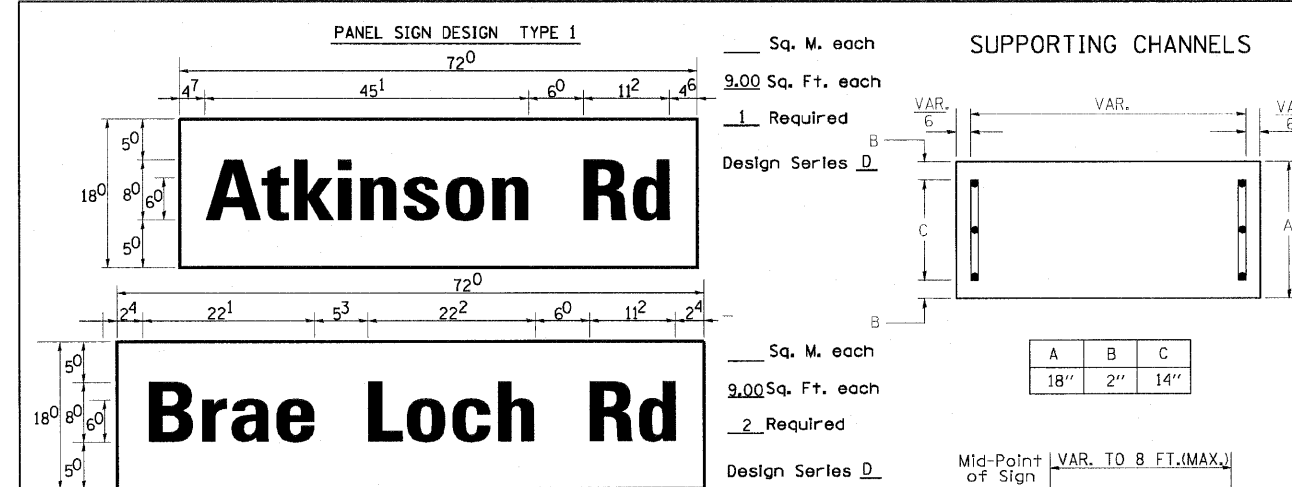 PANEL SIGN DESIGN TYPE 1
72⁰
4⁷ 45¹ 6⁰ 11² 4⁶
18⁰ 5⁰ 8⁰ 6⁰ 5⁰
Atkinson Rd
___ Sq. M. each
9.00 Sq. Ft. each
1 Required
Design Series D
72⁰
2⁴ 22¹ 5³ 22² 6⁰ 11² 2⁴
18⁰ 5⁰ 8⁰ 6⁰ 5⁰
Brae Loch Rd
___ Sq. M. each
9.00 Sq. Ft. each
2 Required
Design Series D
SUPPORTING CHANNELS
VAR. 6
VAR.
B
C
A
B
A B C
18" 2" 14"
Mid-Point
of Sign
VAR. TO 8 FT.(MAX.)